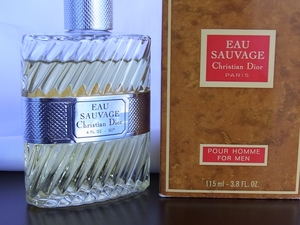 EAU
SAUVAGE
Christian Dior
EAU
SAUVAGE
Christian Dior
PARIS
POUR HOMME
FOR MEN
115 ml - 3.8 FL. OZ.